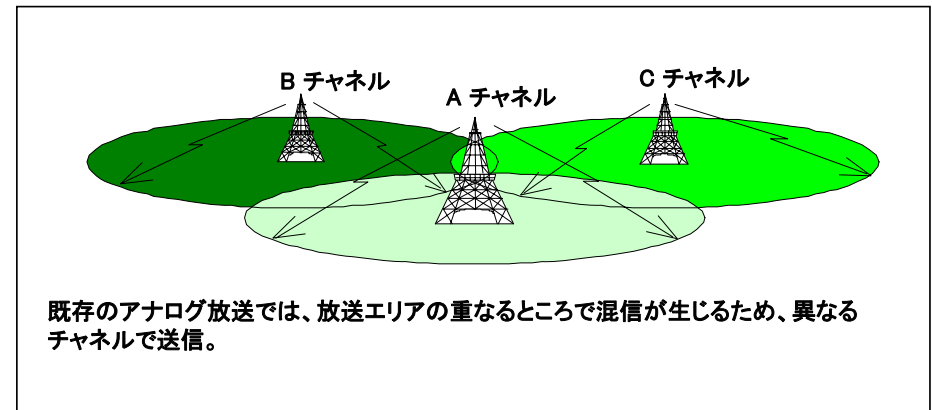 B チャネル
A チャネル
C チャネル
既存のアナログ放送では、放送エリアの重なるところで混信が生じるため、異なる
チャネルで送信。